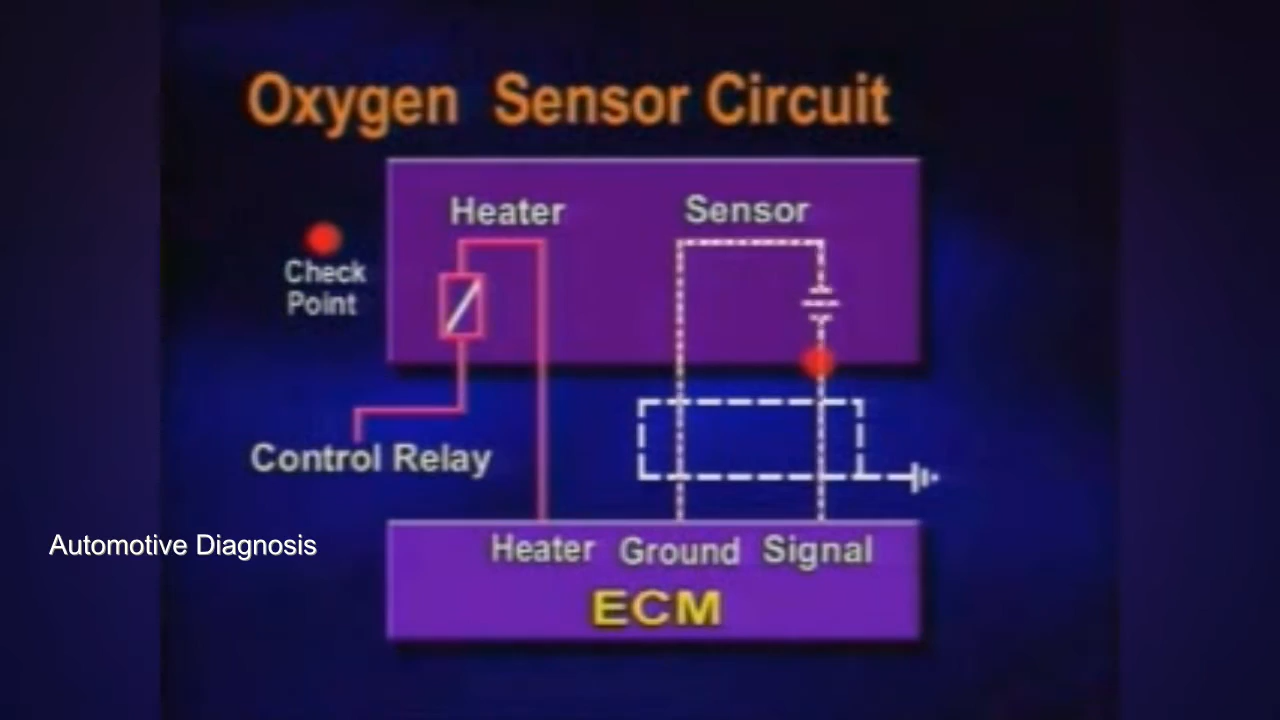 Oxygen Sensor Circuit
Heater
Sensor
Check
Point
Control Relay
Automotive Diagnosis
Heater
Ground
Signal
ECM